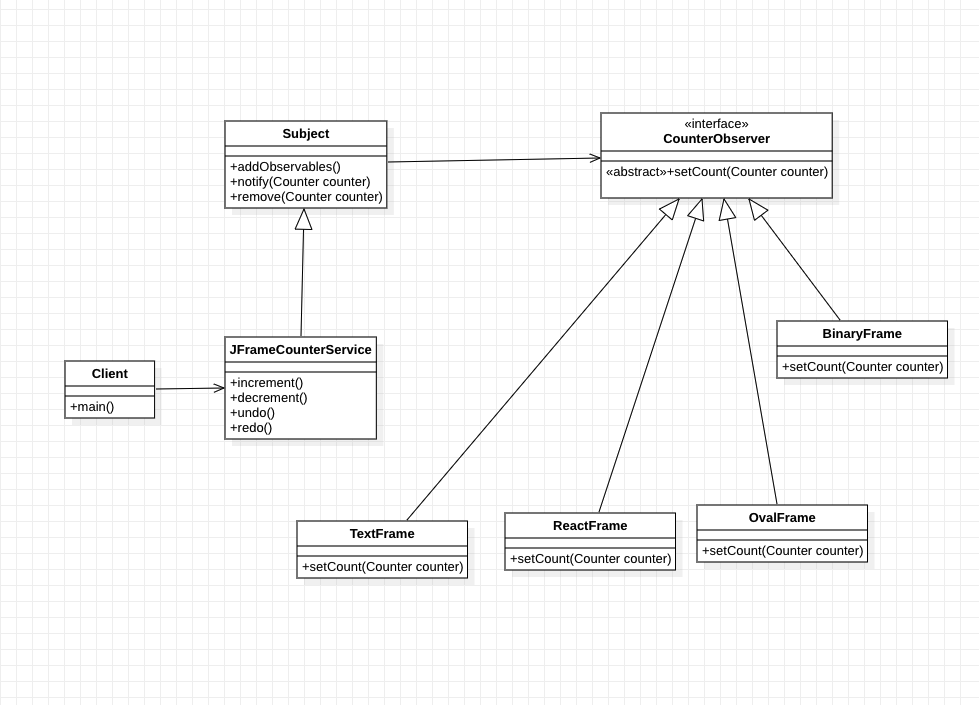 Subject
+addObservables()
+notify(Counter counter)
+remove(Counter counter)
«interface»
CounterObserver
«abstract»+setCount(Counter counter)
Client
+main()
JFrameCounterService
+increment()
+decrement()
+undo()
+redo()
BinaryFrame
+setCount(Counter counter)
TextFrame
+setCount(Counter counter)
ReactFrame
+setCount(Counter counter)
OvalFrame
+setCount(Counter counter)